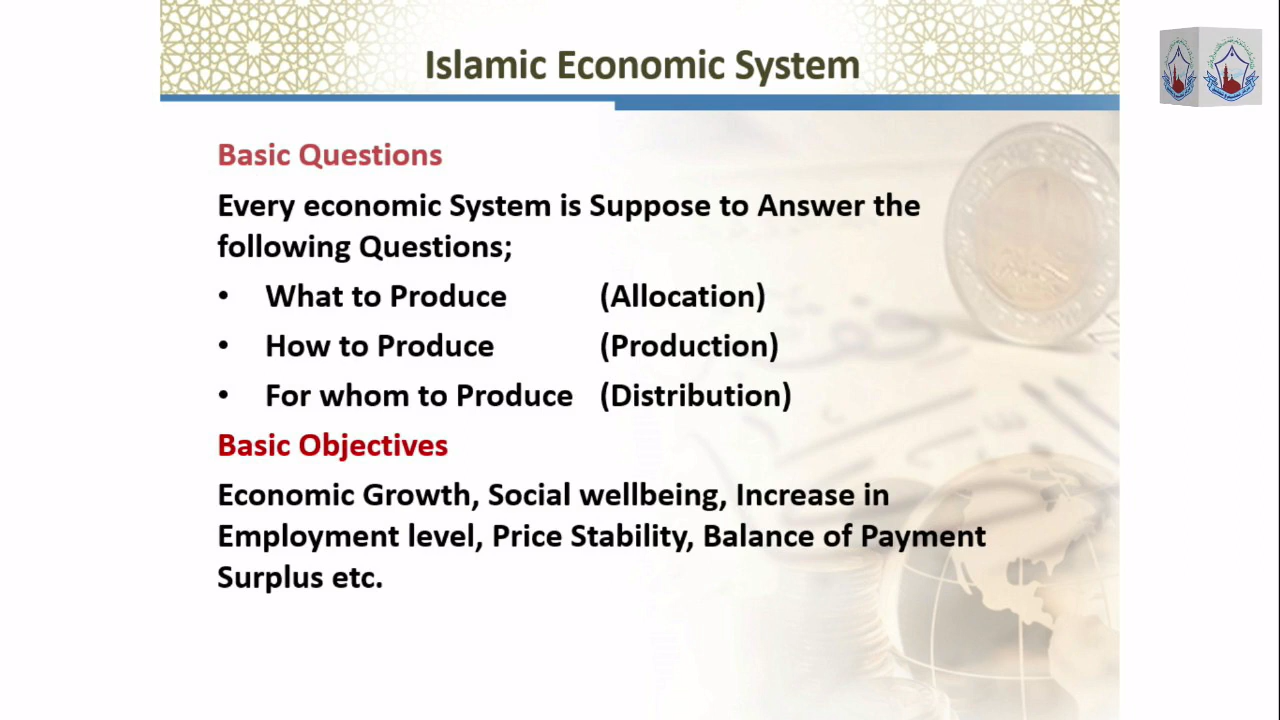 Islamic Economic System
Basic Questions
Every economic System is Suppose to Answer the
following Questions;
• What to Produce (Allocation)
• How to Produce (Production)
• For whom to Produce (Distribution)
Basic Objectives
Economic Growth, Social wellbeing, Increase in
Employment level, Price Stability, Balance of Payment
Surplus etc.